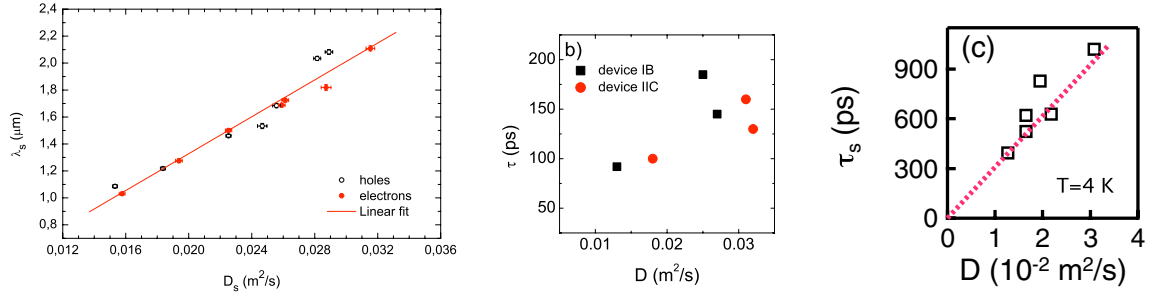 2,4
2,2
2,0
1,8
1,6
1,4
1,2
1,0
0,8
λs (μm)
holes
electrons
Linear fit
0,012 0,016 0,020 0,024 0,028 0,032 0,036
Ds (m²/s)
b)
device IB
device IIC
200
150
100
50
τ (ps)
0.01 0.02 0.03
D (m²/s)
(c)
900
600
300
0
τs (ps)
T=4 K
0 1 2 3 4
D (10⁻² m²/s)